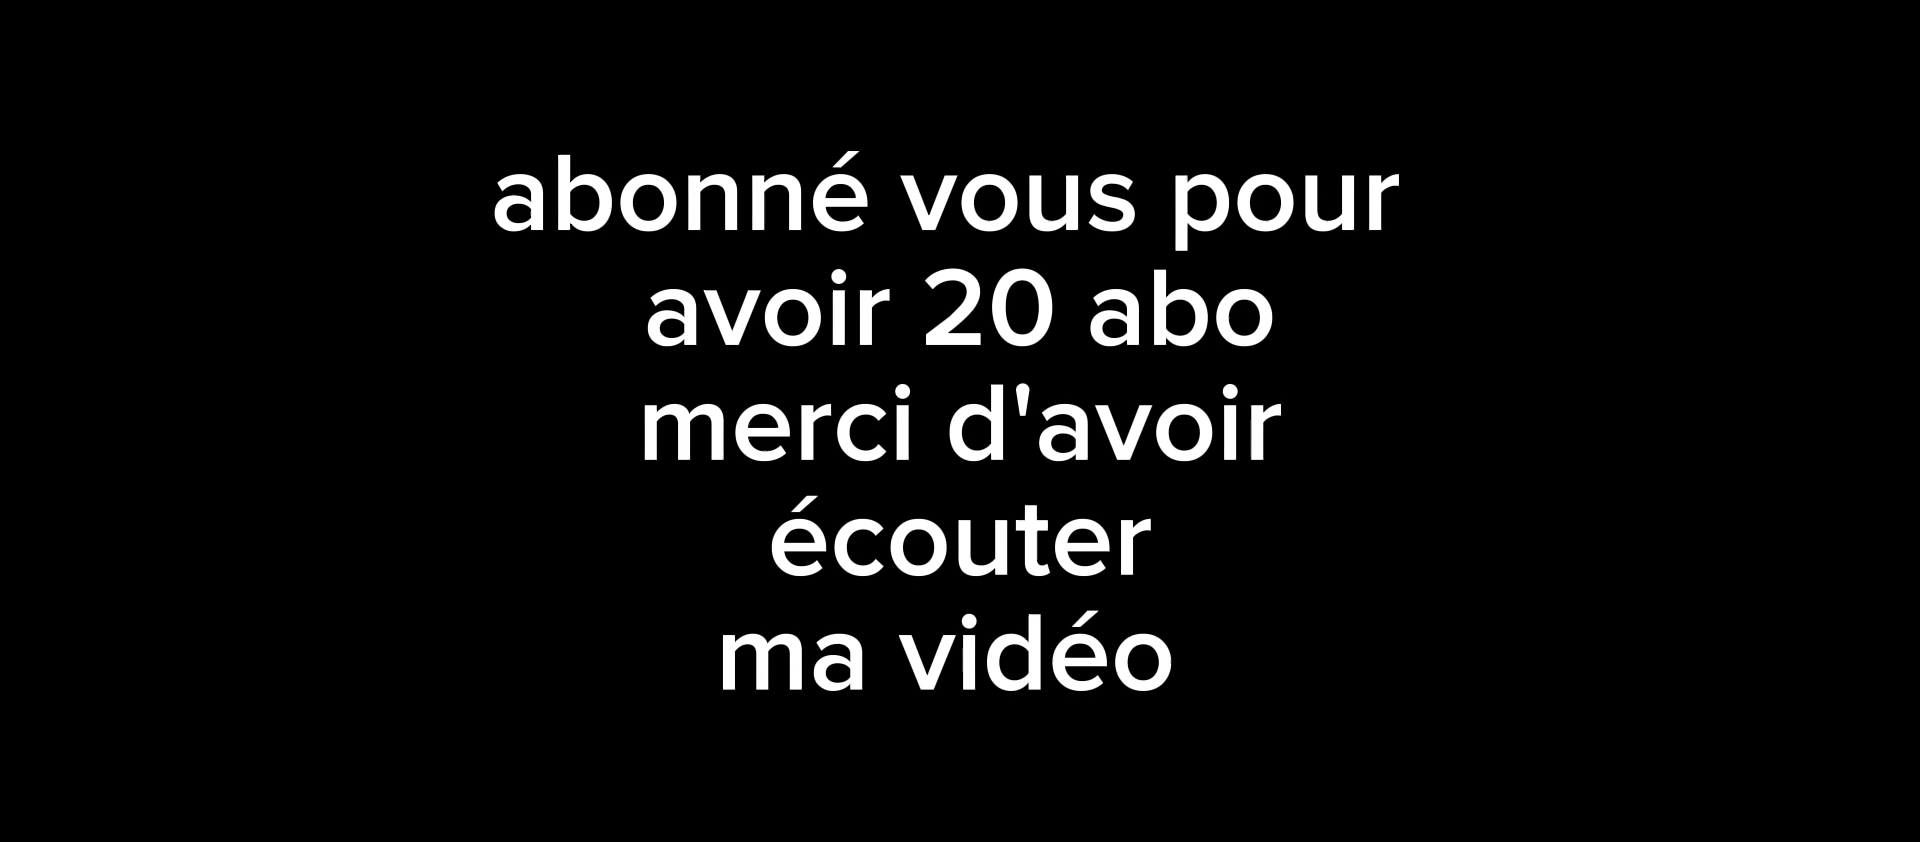 abonné vous pour
avoir 20 abo
merci d'avoir
écouter
ma vidéo